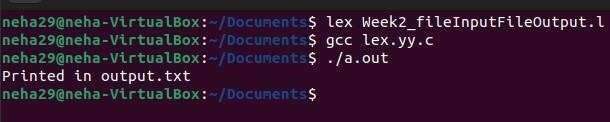 neha29@neha-VirtualBox:~/Documents$ lex Week2_fileInputFileOutput.l
neha29@neha-VirtualBox:~/Documents$ gcc lex.yy.c
neha29@neha-VirtualBox:~/Documents$ ./a.out
Printed in output.txt
neha29@neha-VirtualBox:~/Documents$